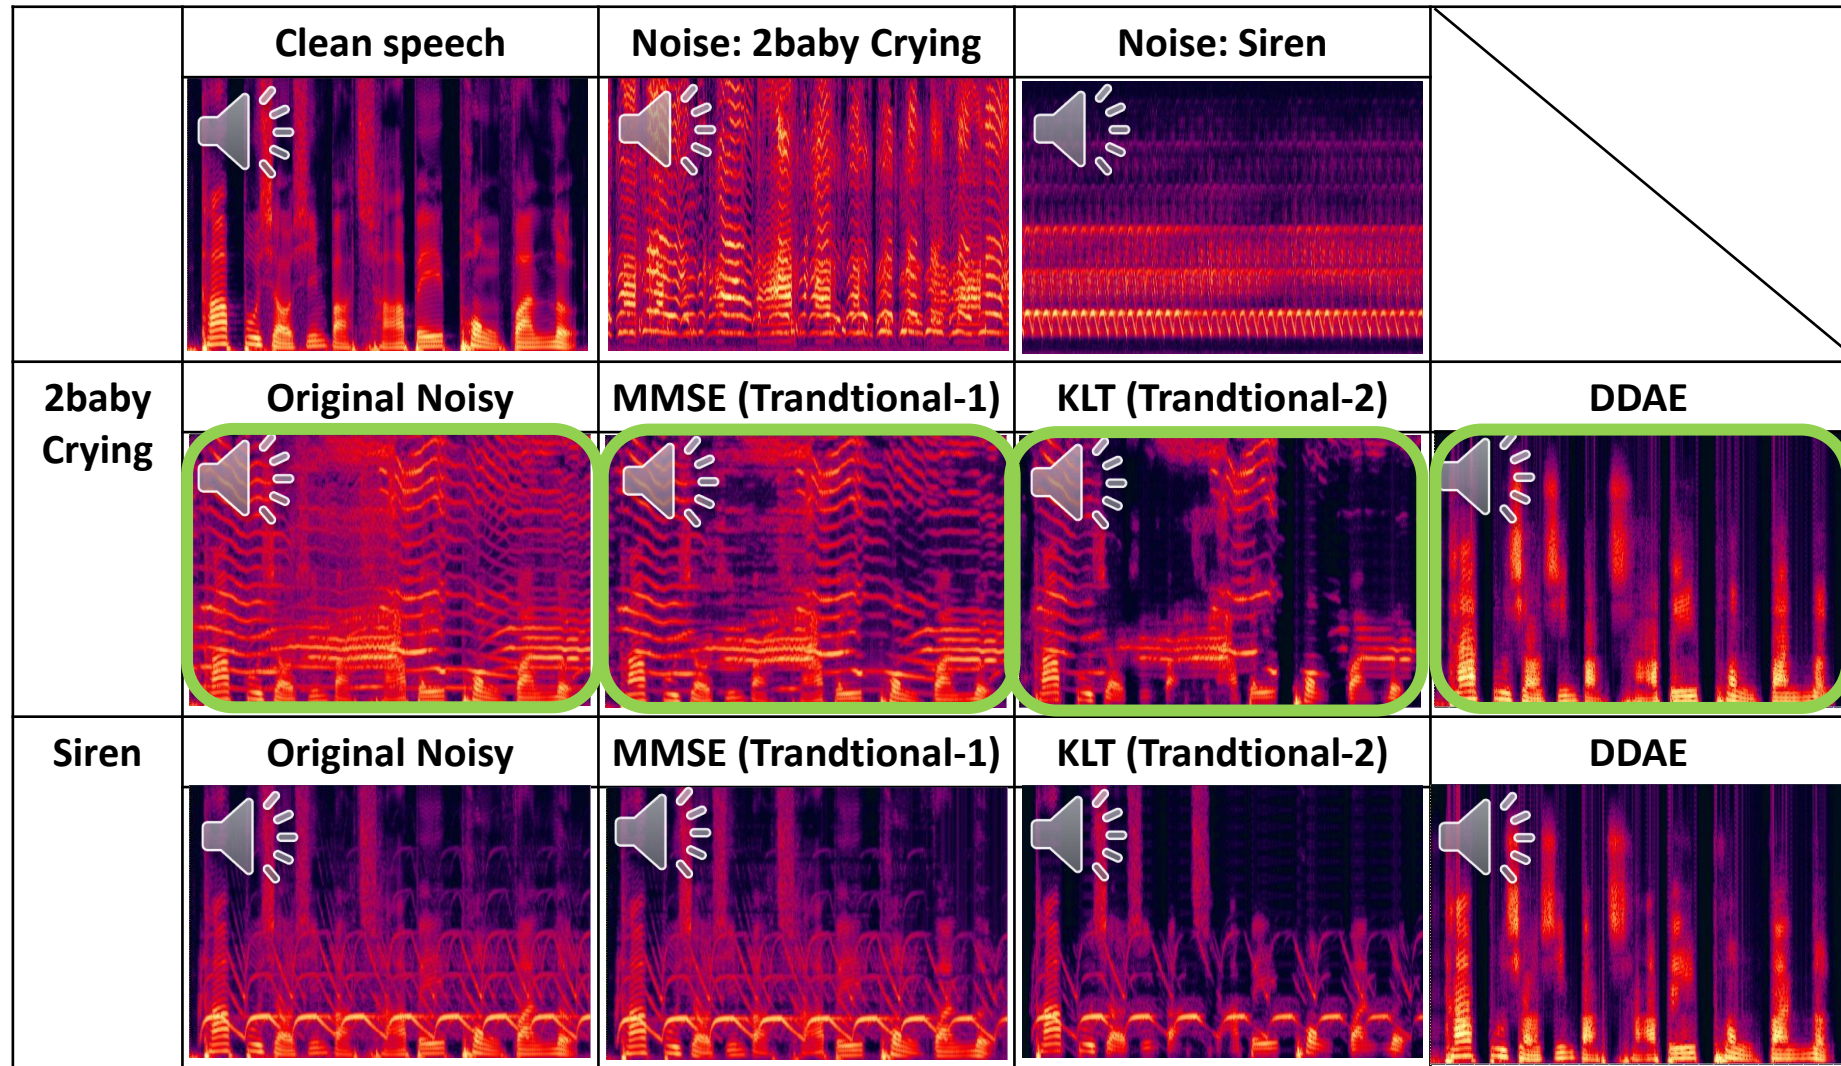 Clean speech
Noise: 2baby Crying
Noise: Siren
2baby
Crying
Original Noisy
MMSE (Trandtional-1)
KLT (Trandtional-2)
DDAE
Siren
Original Noisy
MMSE (Trandtional-1)
KLT (Trandtional-2)
DDAE